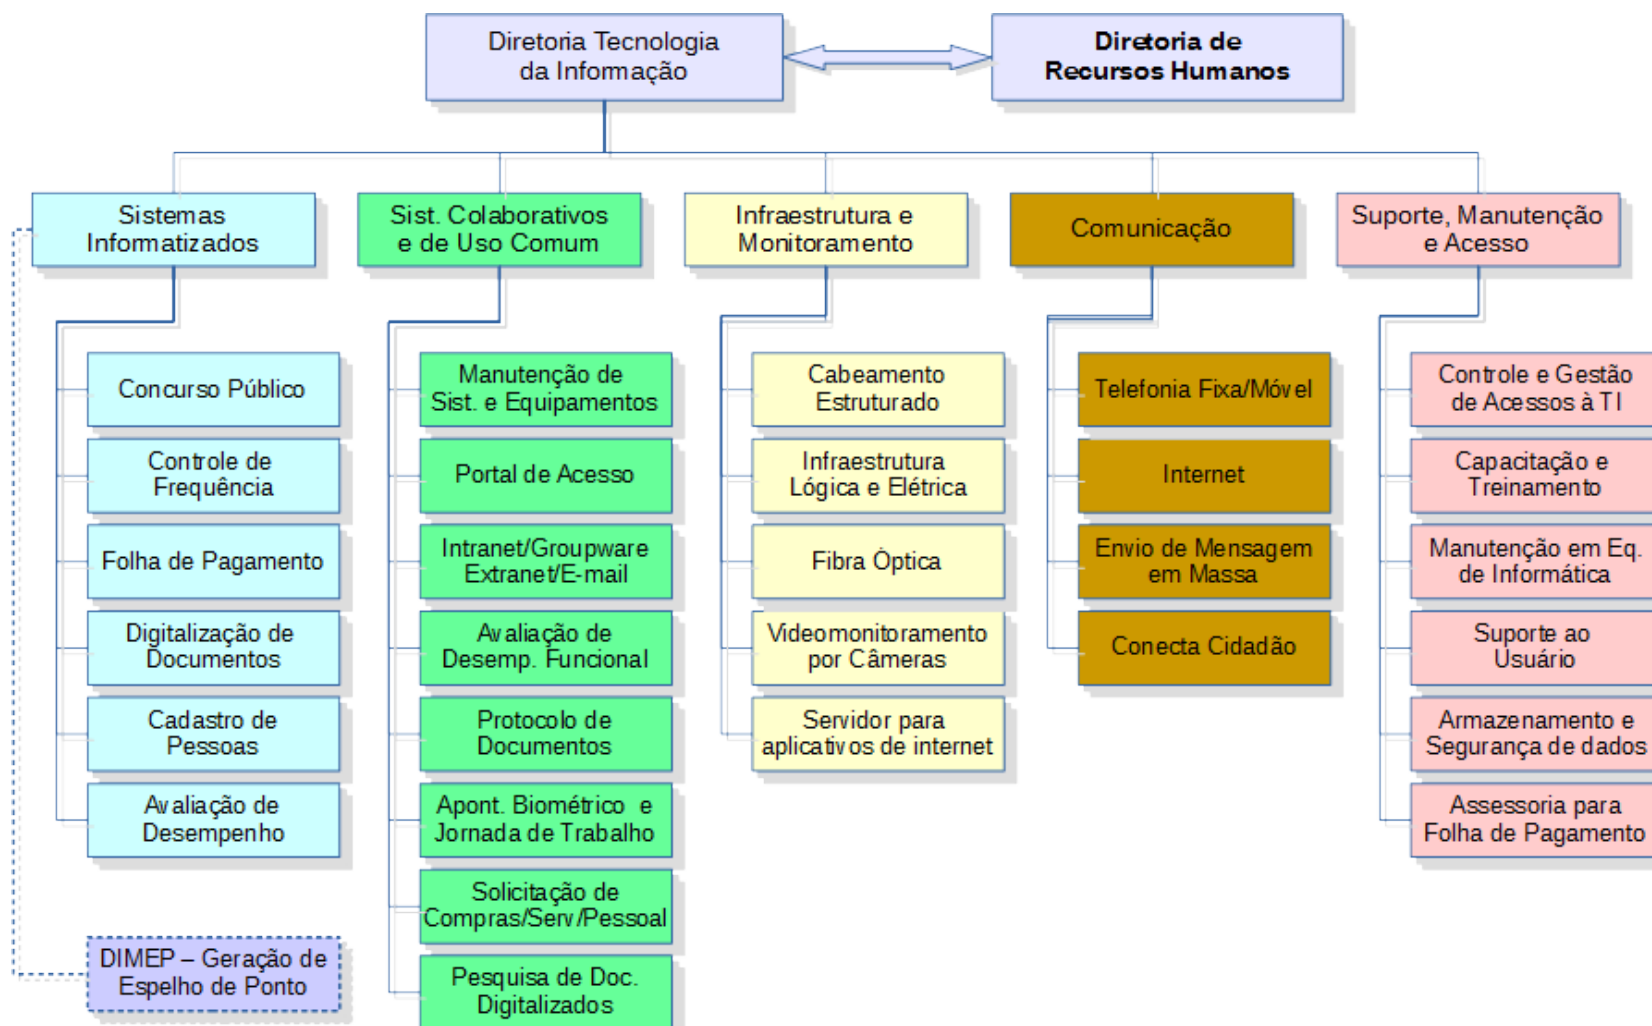 Diretoria Tecnologia
da Informação
Diretoria de
Recursos Humanos
Sistemas
Informatizados
Sist. Colaborativos
e de Uso Comum
Infraestrutura e
Monitoramento
Comunicação
Suporte, Manutenção
e Acesso
Concurso Público
Controle de
Frequência
Folha de Pagamento
Digitalização de
Documentos
Cadastro de
Pessoas
Avaliação de
Desempenho
DIMEP – Geração de
Espelho de Ponto
Manutenção de
Sist. e Equipamentos
Portal de Acesso
Intranet/Groupware
Extranet/E-mail
Avaliação de
Desemp. Funcional
Protocolo de
Documentos
Apont. Biométrico e
Jornada de Trabalho
Solicitação de
Compras/Serv/Pessoal
Pesquisa de Doc.
Digitalizados
Cabeamento
Estruturado
Infraestrutura
Lógica e Elétrica
Fibra Óptica
Videomonitoramento
por Câmeras
Servidor para
aplicativos de internet
Telefonia Fixa/Móvel
Internet
Envio de Mensagem
em Massa
Conecta Cidadão
Controle e Gestão
de Acessos à TI
Capacitação e
Treinamento
Manutenção em Eq.
de Informática
Suporte ao
Usuário
Armazenamento e
Segurança de dados
Assessoria para
Folha de Pagamento